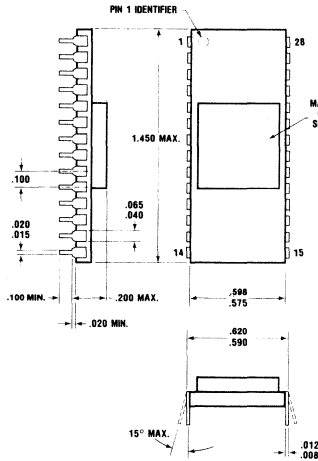 PIN 1 IDENTIFIER
1
28
1.450 MAX.
.100
.020
.015
.065
.040
14
15
.100 MIN.
.200 MAX.
.020 MIN.
.598
.575
.620
.590
15° MAX.
.012
.008